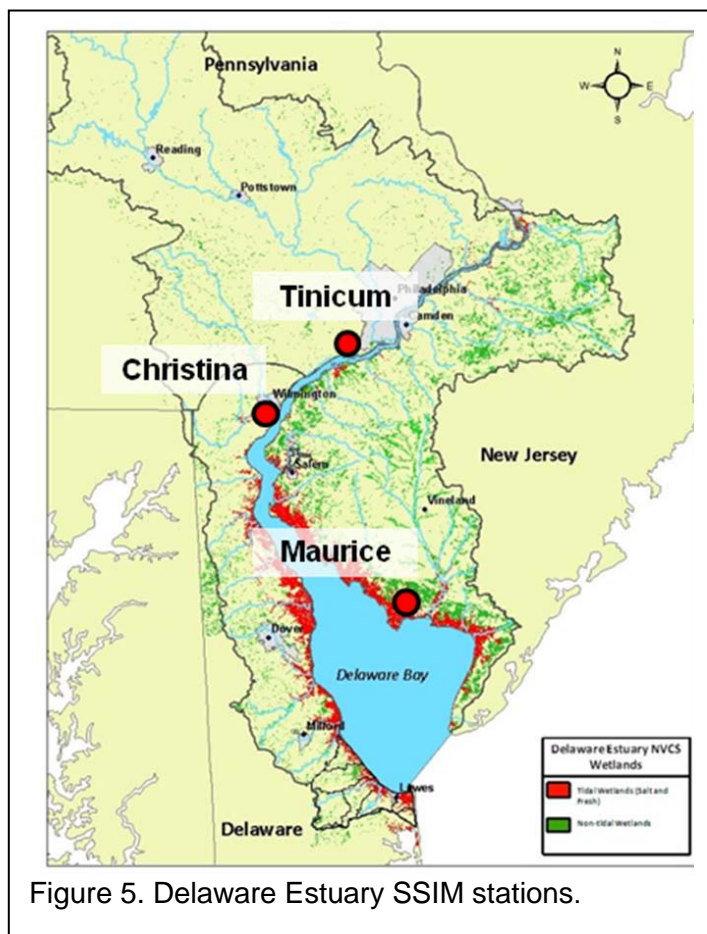 Pennsylvania
N
W E
S
Reading
Pottstown
Tinicum
Philadelphia
Camden
Christina
Wilmington
New Jersey
Salem
Vineland
Maurice
Dover
Delaware Bay
Milford
Lewes
Delaware
Delaware Estuary NVCS
Wetlands
Tidal Wetlands (Salt and
Fresh)
Non-tidal Wetlands
Figure 5. Delaware Estuary SSIM stations.